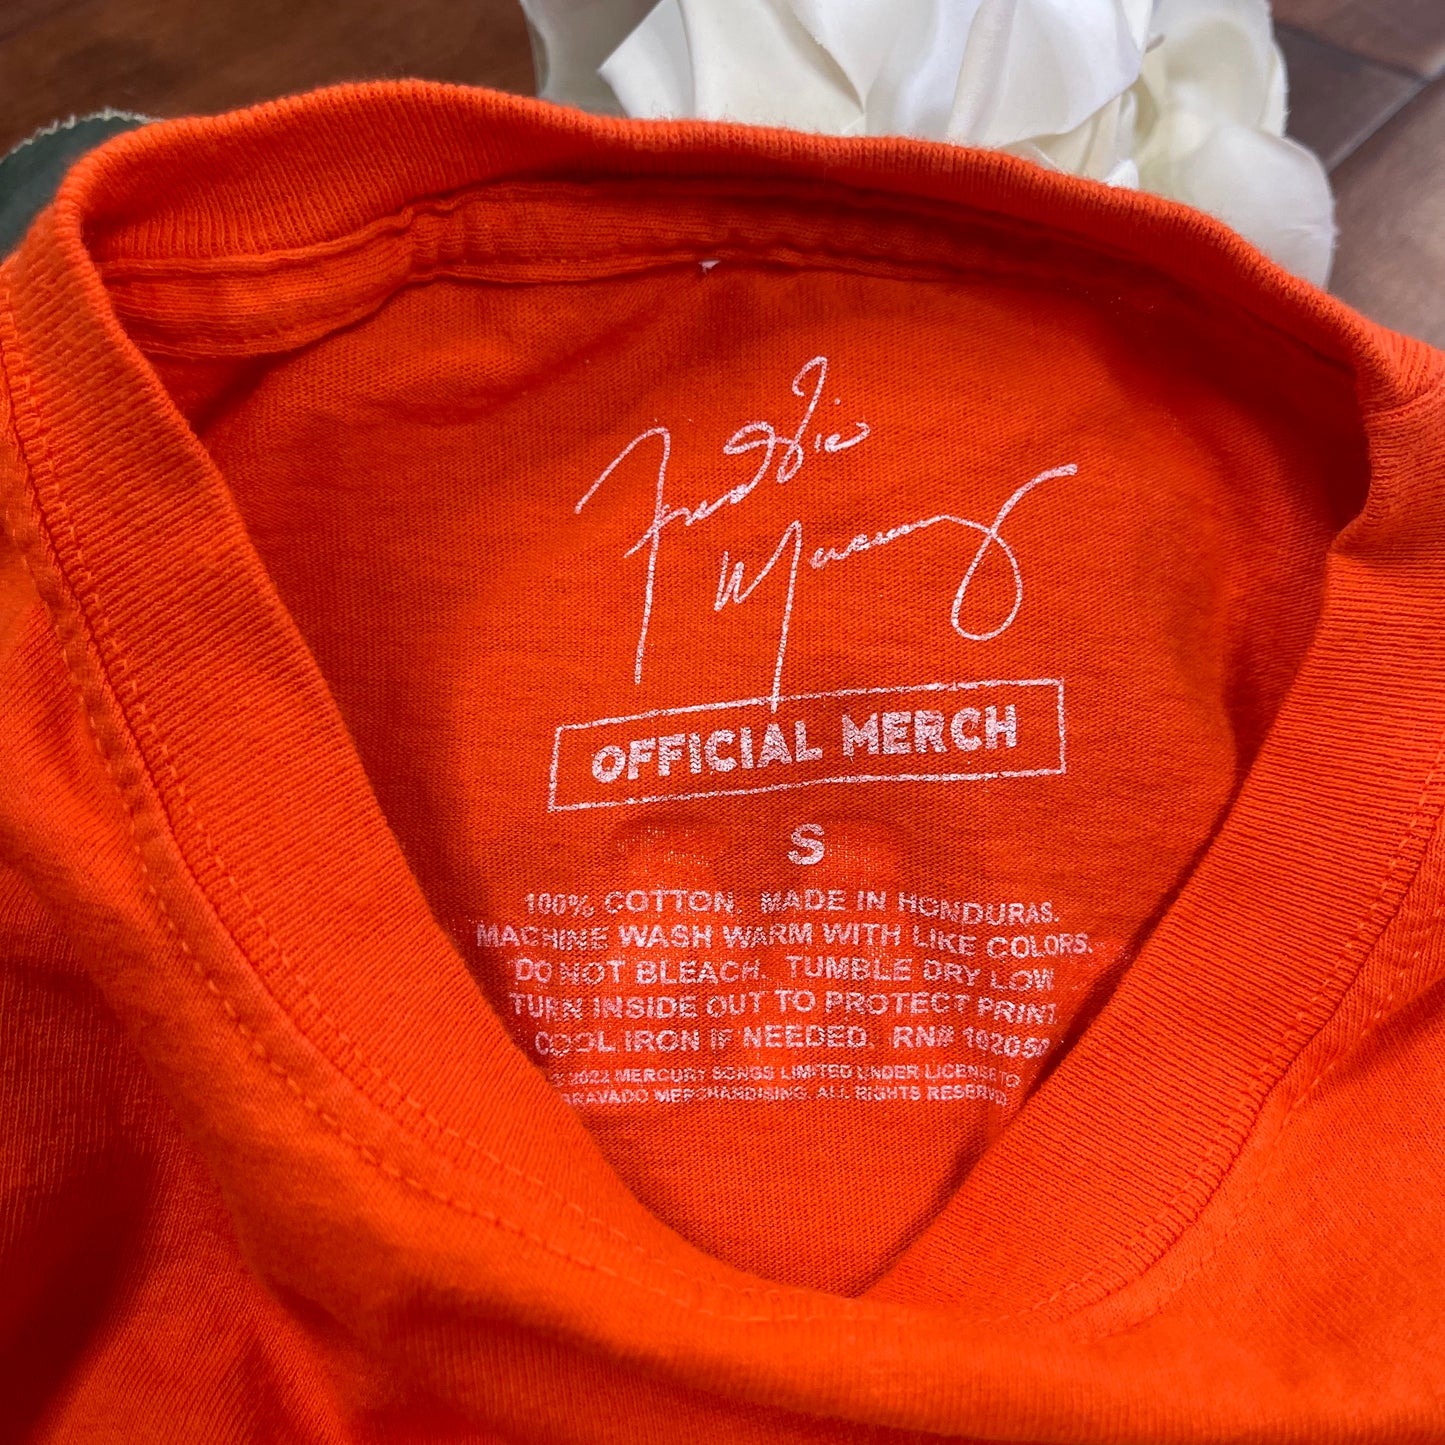 Freddie
Mercury
OFFICIAL MERCH
S
100% COTTON. MADE IN HONDURAS.
MACHINE WASH WARM WITH LIKE COLORS.
DO NOT BLEACH. TUMBLE DRY LOW
TURN INSIDE OUT TO PROTECT PRINT
COOL IRON IF NEEDED. RN#
2022 MERCURY SONGS LIMITED UNDER LICENSE TO
BRAVADO MERCHANDISING. ALL RIGHTS RESERVED